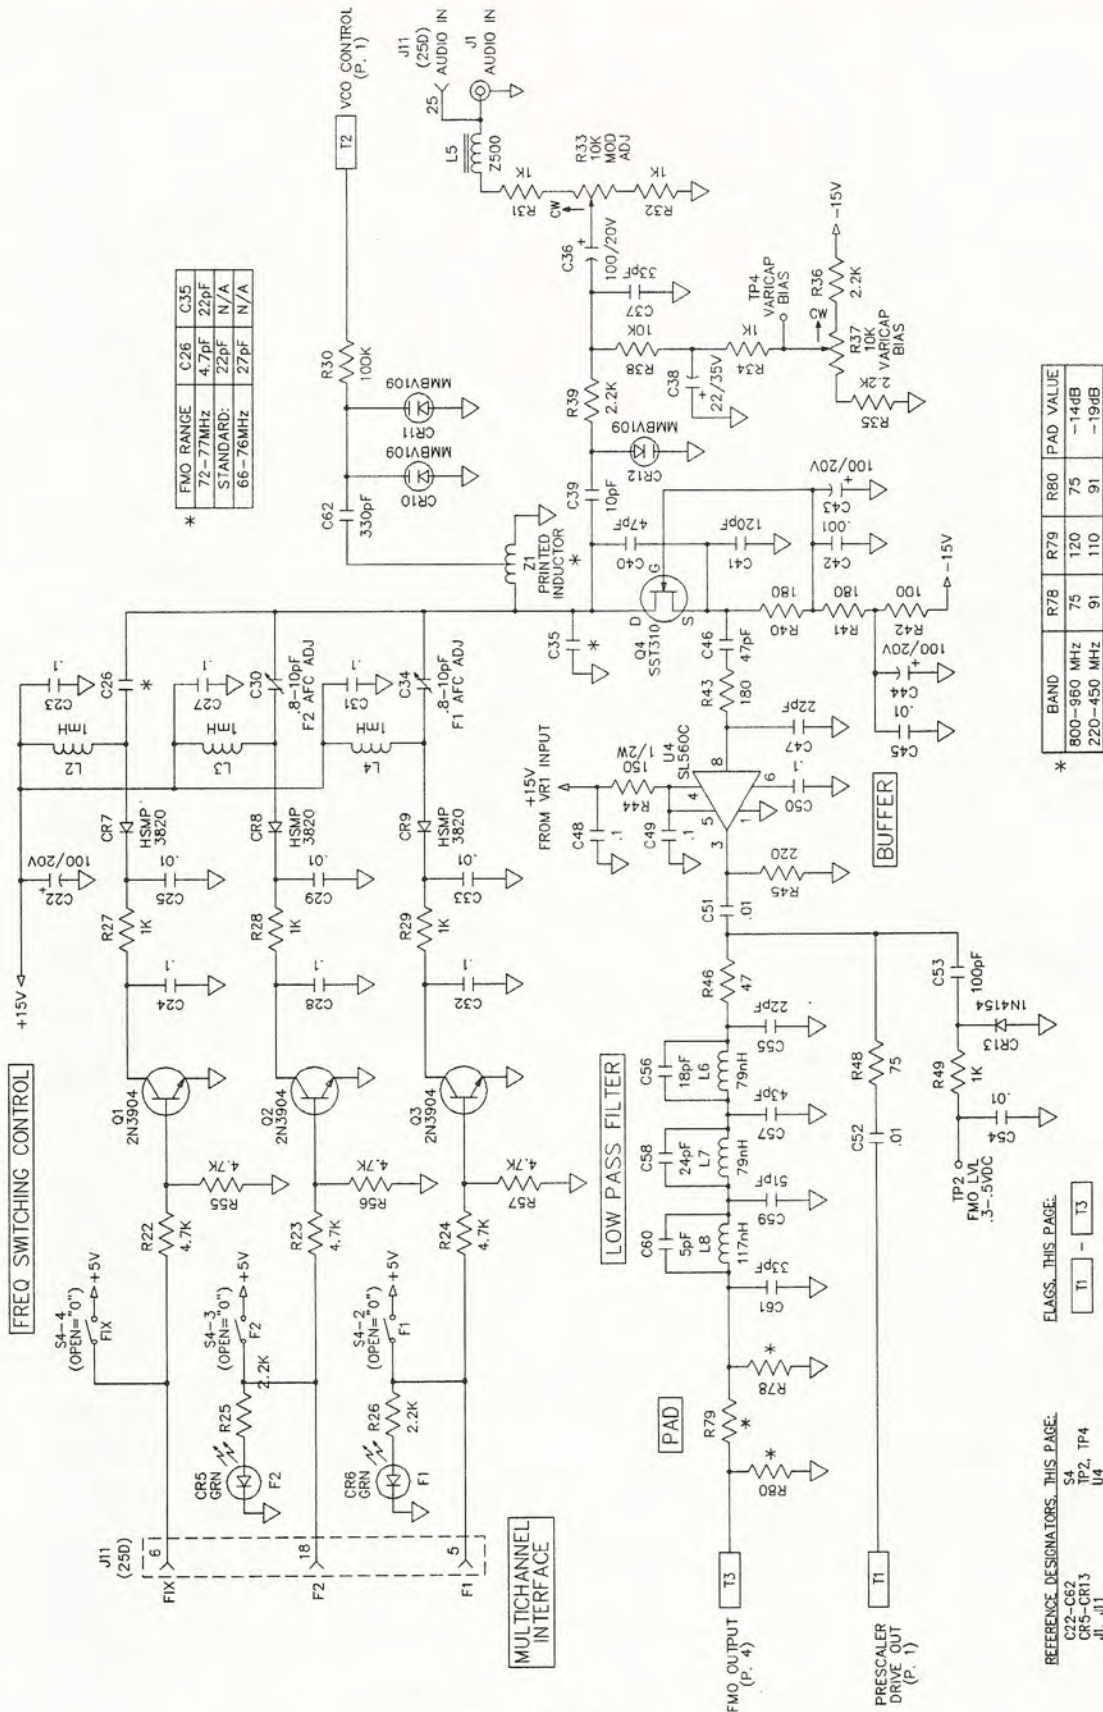 FREQ SWITCHING CONTROL
+15V
C22
100/20V
L2
1mH
C23
.1
C26
*
CR7
HSMP
3820
C25
.01
R27
1K
C24
.1
Q1
2N3904
R22
4.7K
R55
4.7K
S4-4
(OPEN="0")
FIX
+5V
L3
1mH
C27
.1
C30
.8-10pF
F2 AFC ADJ
CR8
HSMP
3820
C29
.01
R28
1K
C28
.1
Q2
2N3904
R23
4.7K
R56
4.7K
S4-3
(OPEN="0")
F2
+5V
R25
2.2K
CR5
GRN
F2
L4
1mH
C31
.1
C34
.8-10pF
F1 AFC ADJ
CR9
HSMP
3820
C33
.01
R29
1K
C32
.1
Q3
2N3904
R24
4.7K
R57
4.7K
S4-2
(OPEN="0")
F1
+5V
R26
2.2K
CR6
GRN
F1
J11
(25D)
6
FIX
18
F2
5
F1
MULTICHANNEL
INTERFACE
* FMO RANGE C26 C35
72-77MHz 4.7pF 22pF
STANDARD: 22pF N/A
66-76MHz 27pF N/A
T2
VCO CONTROL
(P. 1)
R30
100K
CR11
MMBV109
CR10
MMBV109
C62
330pF
Z1
PRINTED
INDUCTOR
*
J11
(25D)
AUDIO IN
25
J1
AUDIO IN
L5
Z500
R31
1K
R33
10K
MOD
ADJ
CW
R32
1K
C36
100/20V
+
C37
33pF
R38
10K
C38
22/35V
+
R34
1K
TP4
VARICAP
BIAS
R37
10K
VARICAP
BIAS
CW
R36
2.2K
-15V
R35
2.2K
R39
2.2K
CR12
MMBV109
C39
10pF
C40
47pF
C41
120pF
C35
*
Q4
SST310
D
G
S
C42
.001
C43
100/20V
+
R40
180
R41
180
R42
100
-15V
C44
100/20V
+
C45
.01
C46
47pF
R43
180
C47
22pF
+15V
FROM VR1 INPUT
R44
150
1/2W
C48
.1
C49
.1
U4
SL560C
8
4
5
6
1
3
C50
.1
BUFFER
R45
220
C51
.01
LOW PASS FILTER
R46
47
C55
22pF
C56
18pF
L6
79nH
C57
43pF
C58
24pF
L7
79nH
C59
51pF
C60
5pF
L8
117nH
C61
33pF
PAD
R78
*
R79
*
R80
*
T3
FMO OUTPUT
(P. 4)
R48
75
C52
.01
T1
PRESCALER
DRIVE OUT
(P. 1)
C53
100pF
CR13
1N4154
R49
1K
C54
.01
TP2
FMO LVL
.3-.5VDC
* BAND R78 R79 R80 PAD VALUE
800-960 MHz 75 120 75 -14dB
220-450 MHz 91 110 91 -19dB
FLAGS, THIS PAGE:
T1 - T3
REFERENCE DESIGNATORS, THIS PAGE:
C22-C62 S4
CR5-CR13 TP2, TP4
J1, J11 U4